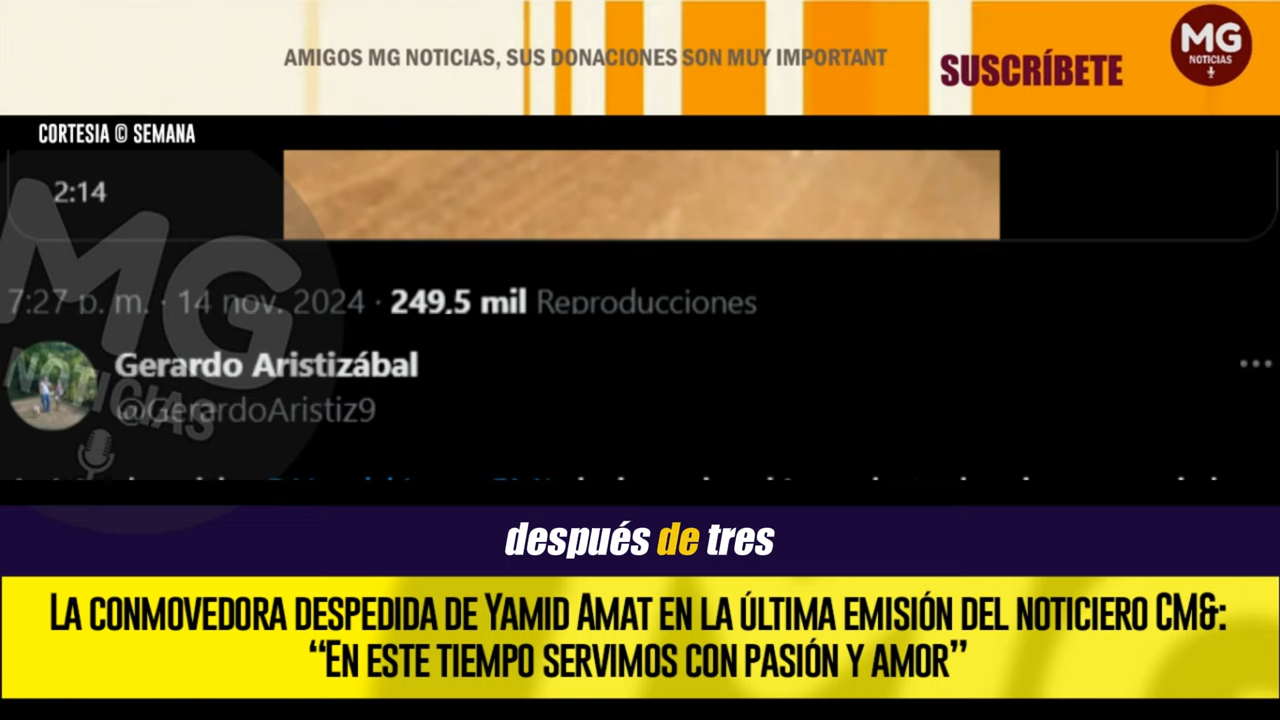 AMIGOS MG NOTICIAS, SUS DONACIONES SON MUY IMPORTANT
SUSCRÍBETE
MG
NOTICIAS
CORTESIA © SEMANA
2:14
MG
NOTICIAS
7:27 p. m. · 14 nov. 2024 · 249.5 mil Reproducciones
Gerardo Aristizábal
@GerardoAristiz9
después de tres
LA CONMOVEDORA DESPEDIDA DE YAMID AMAT EN LA ÚLTIMA EMISIÓN DEL NOTICIERO CM&:
“EN ESTE TIEMPO SERVIMOS CON PASIÓN Y AMOR”